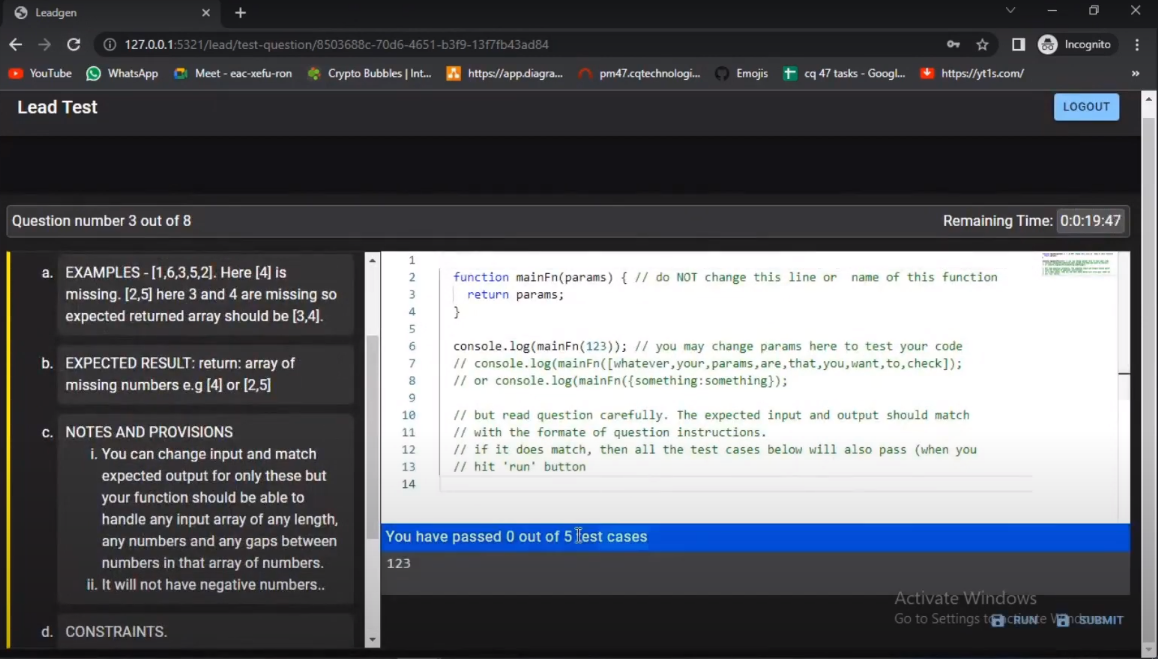 Leadgen
127.0.0.1:5321/lead/test-question/8503688c-70d6-4651-b3f9-13f7fb43ad84
Incognito
YouTube
WhatsApp
Meet - eac-xefu-ron
Crypto Bubbles | Int...
https://app.diagra...
pm47.cqtechnologi...
Emojis
cq 47 tasks - Googl...
https://yt1s.com/
»
Lead Test
LOGOUT
Question number 3 out of 8
Remaining Time: 0:0:19:47
a. EXAMPLES - [1,6,3,5,2]. Here [4] is
missing. [2,5] here 3 and 4 are missing so
expected returned array should be [3,4].
b. EXPECTED RESULT: return: array of
missing numbers e.g [4] or [2,5]
c. NOTES AND PROVISIONS
i. You can change input and match
expected output for only these but
your function should be able to
handle any input array of any length,
any numbers and any gaps between
numbers in that array of numbers.
ii. It will not have negative numbers..
d. CONSTRAINTS.
1
2 function mainFn(params) { // do NOT change this line or name of this function
3 return params;
4 }
5
6 console.log(mainFn(123)); // you may change params here to test your code
7 // console.log(mainFn([whatever,your,params,are,that,you,want,to,check]);
8 // or console.log(mainFn({something:something});
9
10 // but read question carefully. The expected input and output should match
11 // with the formate of question instructions.
12 // if it does match, then all the test cases below will also pass (when you
13 // hit 'run' button
14
You have passed 0 out of 5 test cases
123
Activate Windows
Go to Settings to activate Windows.
RUN
SUBMIT